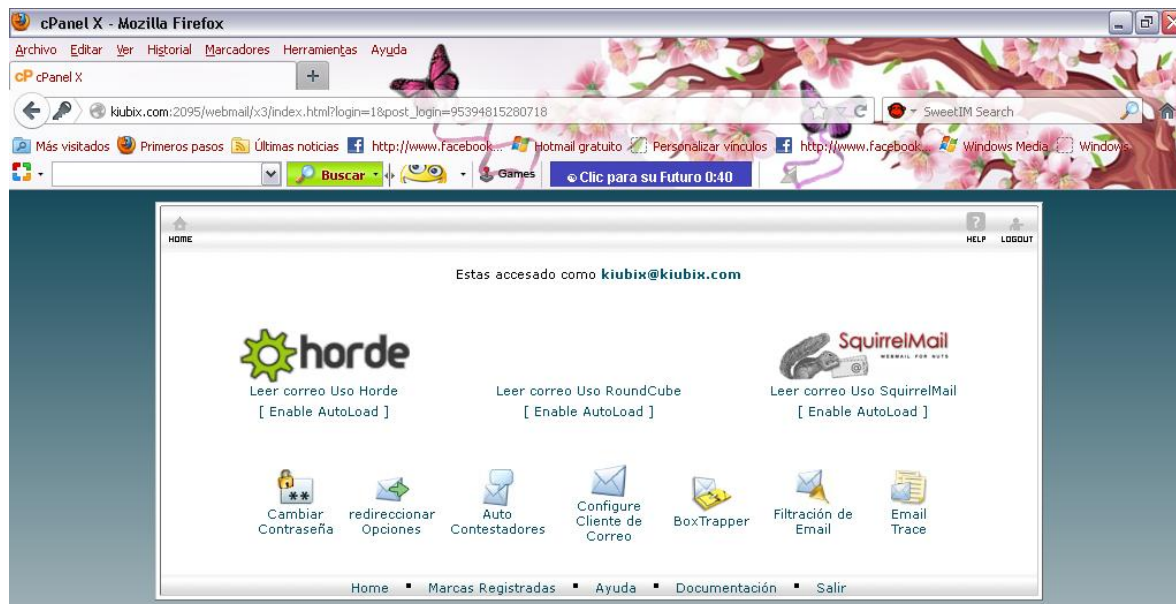 cPanel X - Mozilla Firefox
Archivo Editar Ver Historial Marcadores Herramientas Ayuda
cP cPanel X +
kiubix.com:2095/webmail/x3/index.html?login=1&post_login=95394815280718 SweetIM Search
Más visitados Primeros pasos Últimas noticias http://www.facebook... Hotmail gratuito Personalizar vínculos http://www.facebook... Windows Media Windows
Buscar Games Clic para su Futuro 0:40
HOME HELP LOGOUT
Estas accesado como kiubix@kiubix.com
horde SquirrelMail
WEBMAIL FOR NUTS
Leer correo Uso Horde Leer correo Uso RoundCube Leer correo Uso SquirrelMail
[ Enable AutoLoad ] [ Enable AutoLoad ] [ Enable AutoLoad ]
Cambiar Contraseña
redireccionar Opciones
Auto Contestadores
Configure Cliente de Correo
BoxTrapper
Filtración de Email
Email Trace
Home ▪ Marcas Registradas ▪ Ayuda ▪ Documentación ▪ Salir